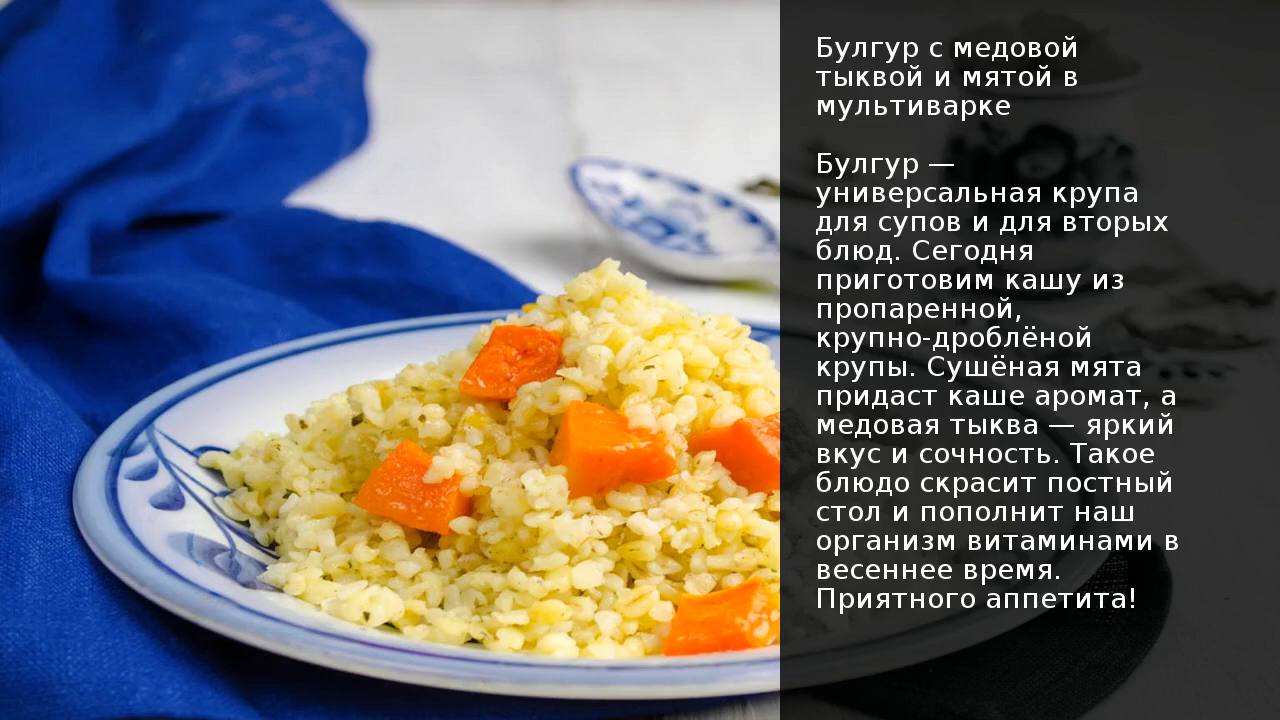 Булгур с медовой
тыквой и мятой в
мультиварке
Булгур —
универсальная крупа
для супов и для вторых
блюд. Сегодня
приготовим кашу из
пропаренной,
крупно-дроблёной
крупы. Сушёная мята
придаст каше аромат, а
медовая тыква — яркий
вкус и сочность. Такое
блюдо скрасит постный
стол и пополнит наш
организм витаминами в
весеннее время.
Приятного аппетита!